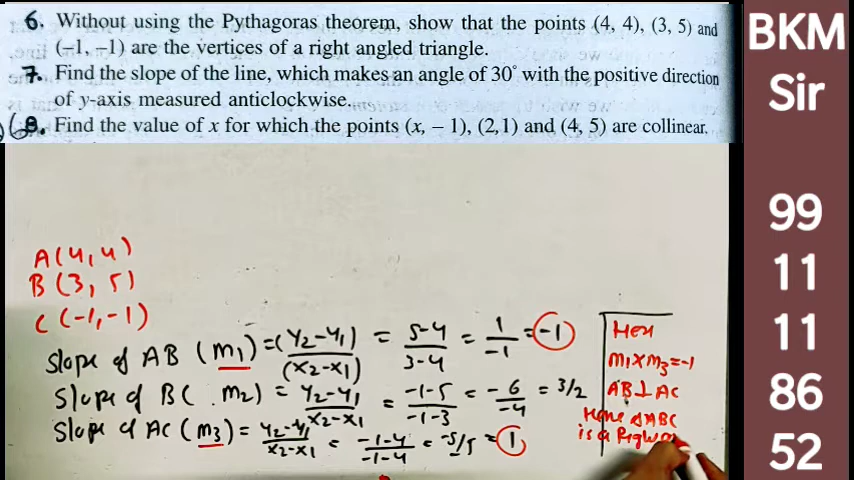 6. Without using the Pythagoras theorem, show that the points (4, 4), (3, 5) and
(–1, –1) are the vertices of a right angled triangle.
7. Find the slope of the line, which makes an angle of 30° with the positive direction
of y-axis measured anticlockwise.
8. Find the value of x for which the points (x, – 1), (2,1) and (4, 5) are collinear.
A(4,4)
B(3, 5)
C(-1,-1)
Slope of AB (m1) = (y2-y1)/(x2-x1) = 5-4/3-4 = 1/-1 = -1
Slope of BC( m2) = y2-y1/x2-x1 = -1-5/-1-3 = -6/-4 = 3/2
Slope of AC (m3) = y2-y1/x2-x1 = -1-4/-1-4 = -5/-5 = 1
Here
m1×m3=-1
AB⊥AC
Hence ΔABC
is a
BKM
Sir
99
11
11
86
52